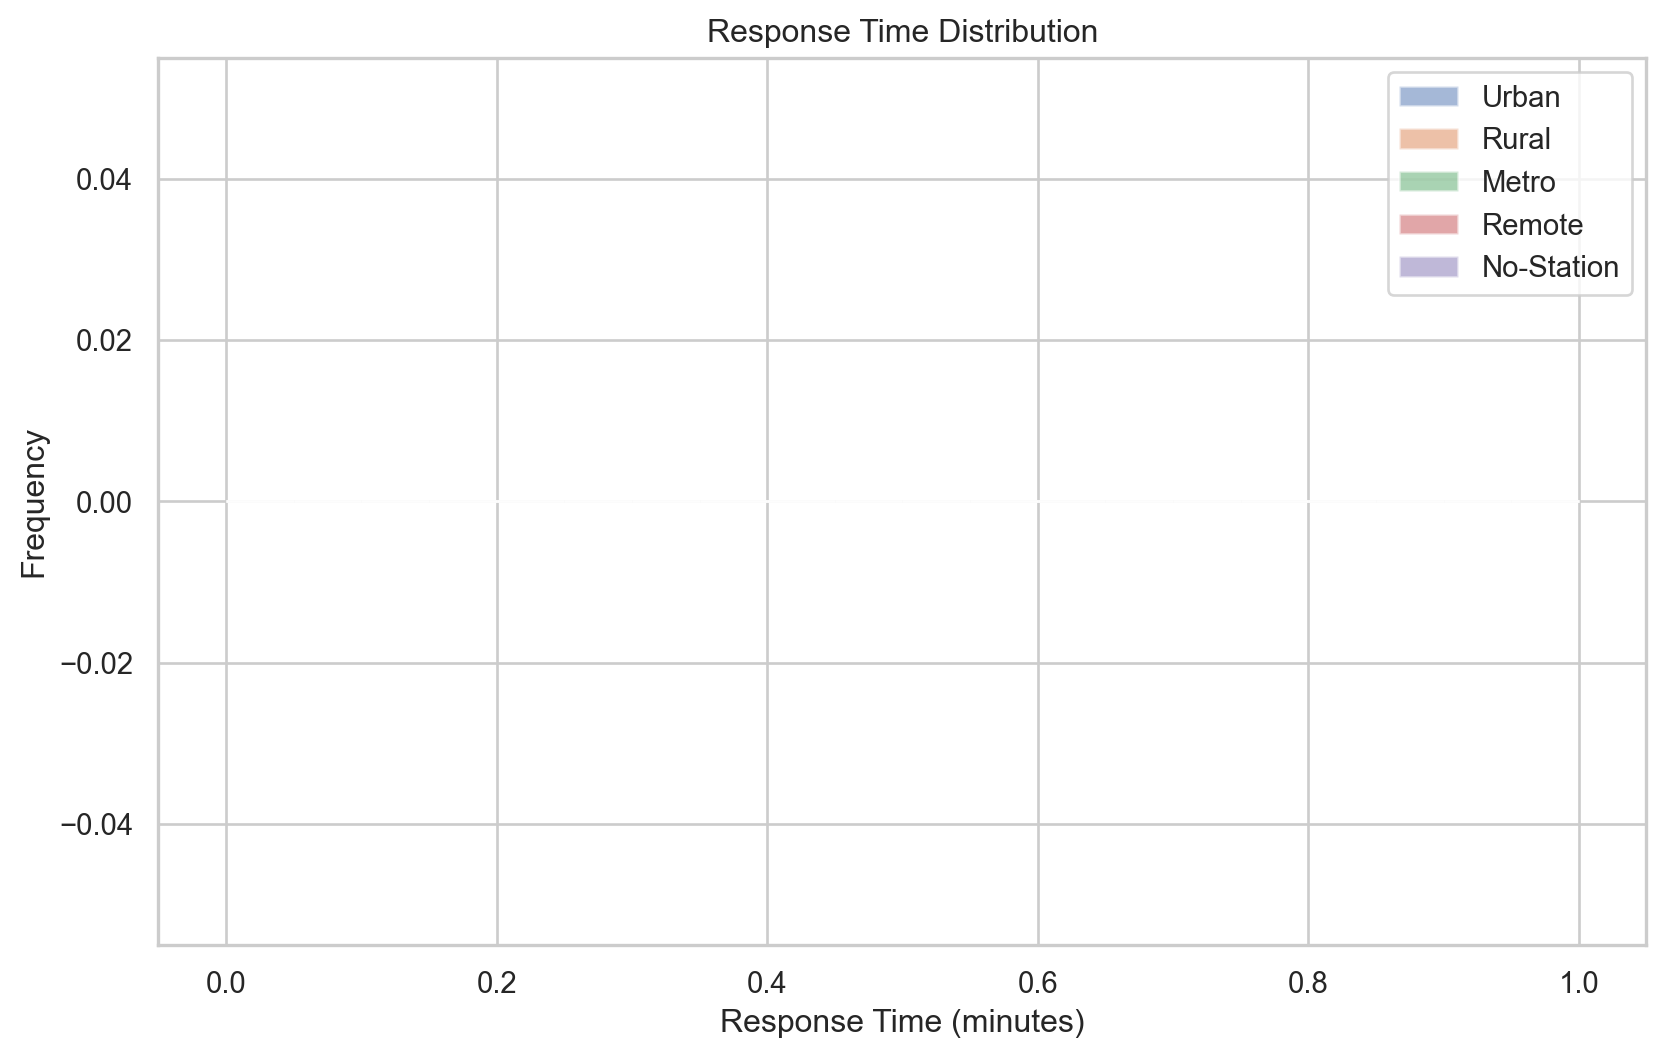 Response Time Distribution
Urban
Rural
Metro
Remote
No-Station
0.04
0.02
0.00
−0.02
−0.04
Frequency
0.0 0.2 0.4 0.6 0.8 1.0
Response Time (minutes)